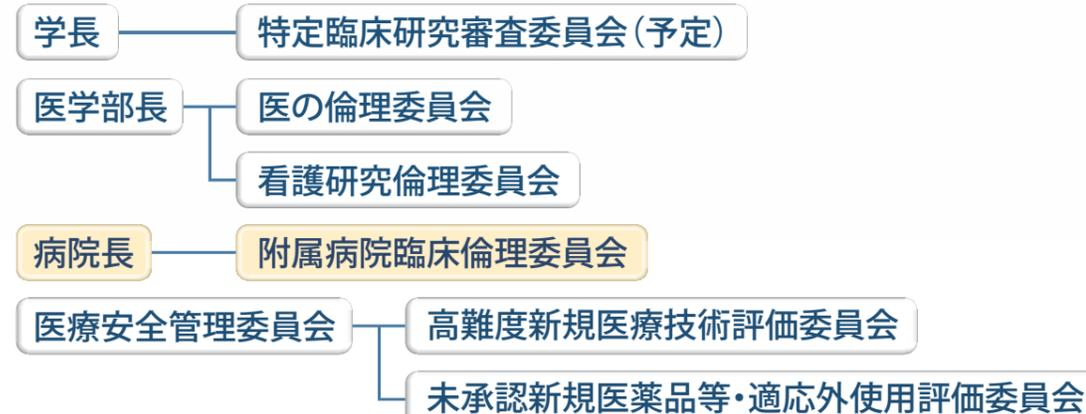 学長 特定臨床研究審査委員会（予定）
医学部長 医の倫理委員会
看護研究倫理委員会
病院長 附属病院臨床倫理委員会
医療安全管理委員会 高難度新規医療技術評価委員会
未承認新規医薬品等・適応外使用評価委員会